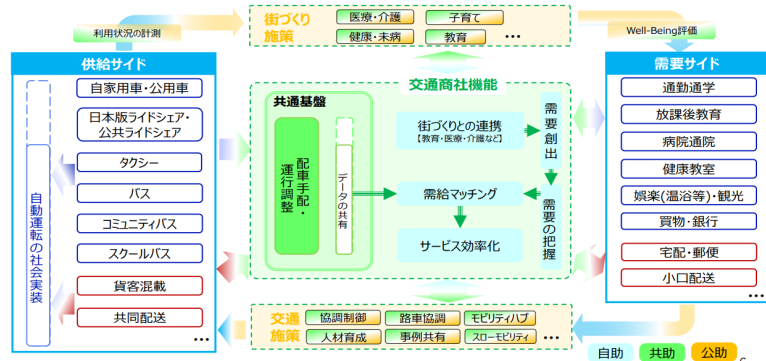 街づくり
施策
医療・介護
子育て
健康・未病
教育
…
利用状況の計測
Well-Being評価
供給サイド
自家用車・公用車
日本版ライドシェア・
公共ライドシェア
タクシー
バス
コミュニティバス
スクールバス
貨客混載
共同配送
…
自動運転の社会実装
交通商社機能
共通基盤
配車手配・
運行調整
データの共有
街づくりとの連携
【教育・医療・介護など】
需要創出
需給マッチング
需要の把握
サービス効率化
需要サイド
通勤通学
放課後教育
病院通院
健康教室
娯楽(温浴等)・観光
買物・銀行
宅配・郵便
小口配送
…
交通
施策
協調制御
路車協調
モビリティハブ
人材育成
事例共有
スローモビリティ
…
自助
共助
公助